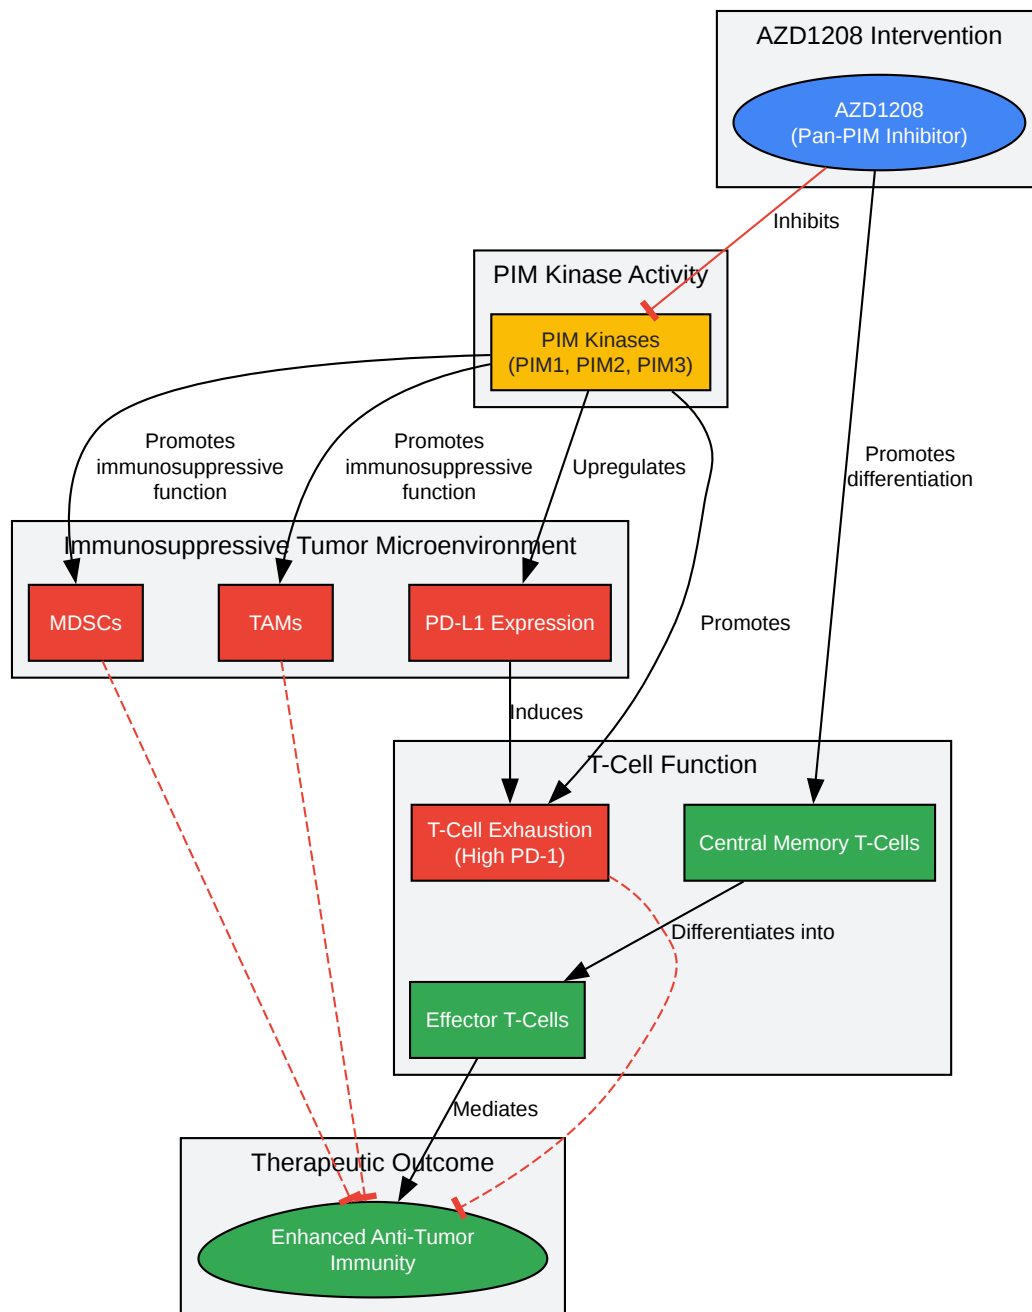 AZD1208 Intervention
AZD1208
(Pan-PIM Inhibitor)
Inhibits
PIM Kinase Activity
PIM Kinases
(PIM1, PIM2, PIM3)
Promotes
immunosuppressive
function
Promotes
immunosuppressive
function
Upregulates
Promotes
differentiation
Immunosuppressive Tumor Microenvironment
MDSCs
TAMs
PD-L1 Expression
Promotes
Induces
T-Cell Function
T-Cell Exhaustion
(High PD-1)
Central Memory T-Cells
Differentiates into
Effector T-Cells
Mediates
Therapeutic Outcome
Enhanced Anti-Tumor
Immunity